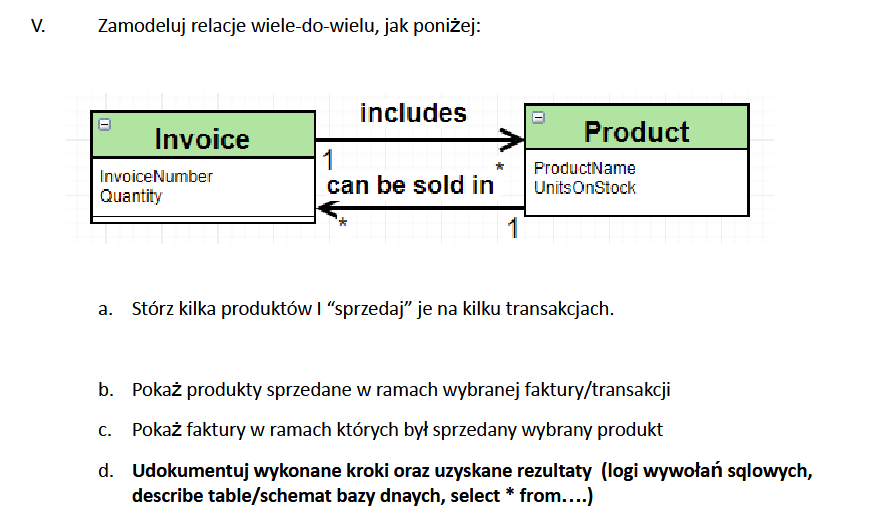 V. Zamodeluj relacje wiele-do-wielu, jak poniżej:
includes
Invoice
Product
1
*
InvoiceNumber
Quantity
can be sold in
ProductName
UnitsOnStock
*
1
a. Stórz kilka produktów I “sprzedaj” je na kilku transakcjach.
b. Pokaż produkty sprzedane w ramach wybranej faktury/transakcji
c. Pokaż faktury w ramach których był sprzedany wybrany produkt
d. Udokumentuj wykonane kroki oraz uzyskane rezultaty (logi wywołań sqlowych,
describe table/schemat bazy dnaych, select * from….)